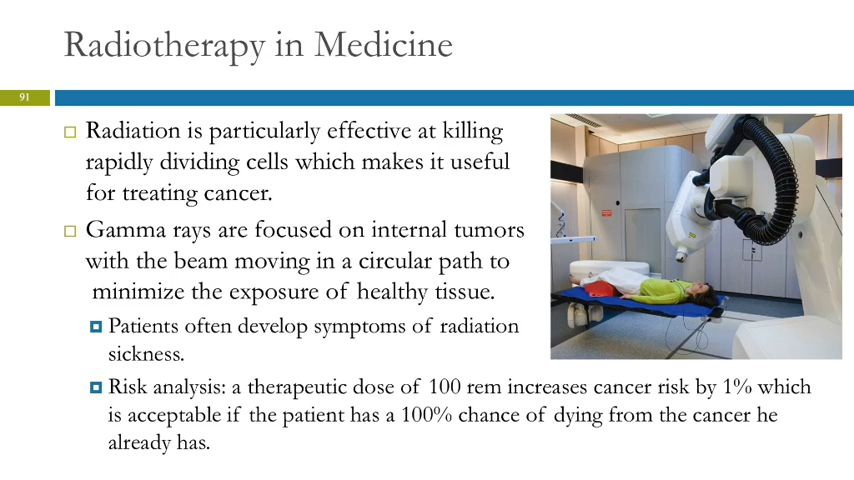 Radiotherapy in Medicine
91
Radiation is particularly effective at killing
rapidly dividing cells which makes it useful
for treating cancer.
Gamma rays are focused on internal tumors
with the beam moving in a circular path to
minimize the exposure of healthy tissue.
Patients often develop symptoms of radiation
sickness.
Risk analysis: a therapeutic dose of 100 rem increases cancer risk by 1% which
is acceptable if the patient has a 100% chance of dying from the cancer he
already has.